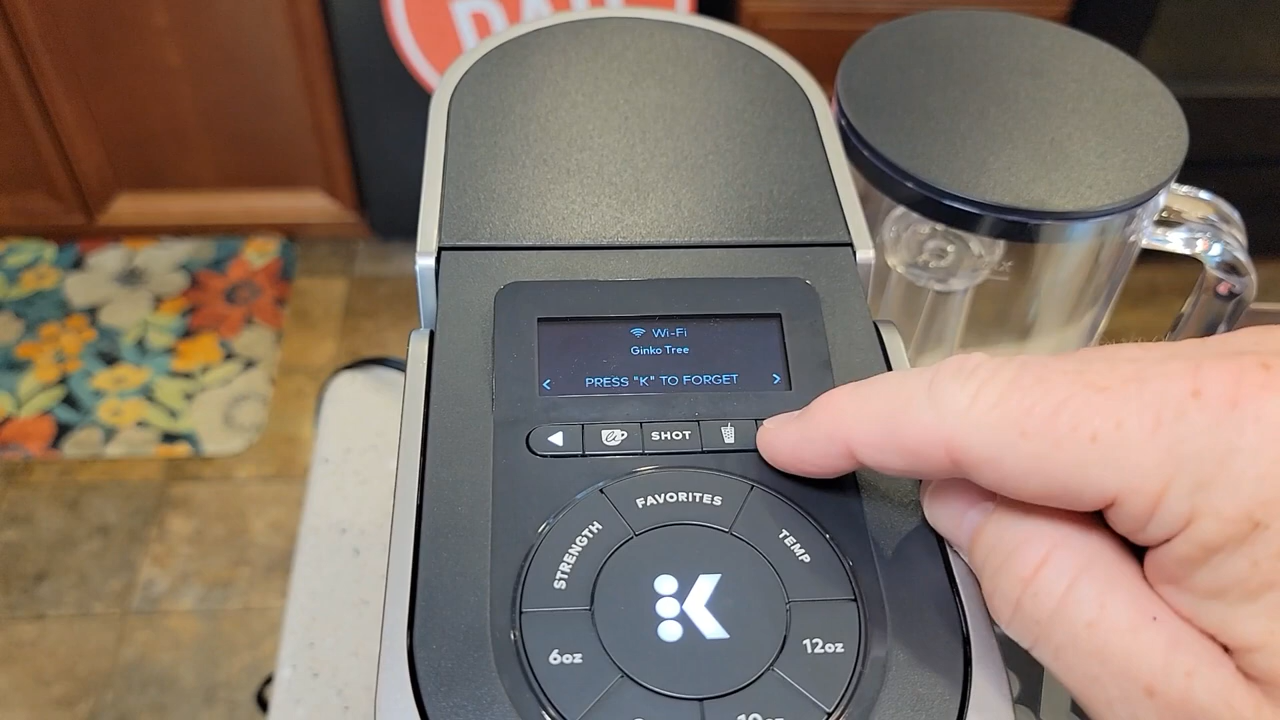 Wi-Fi
Ginko Tree
< PRESS "K" TO FORGET >
SHOT
FAVORITES
STRENGTH
TEMP
K
6oz
12oz